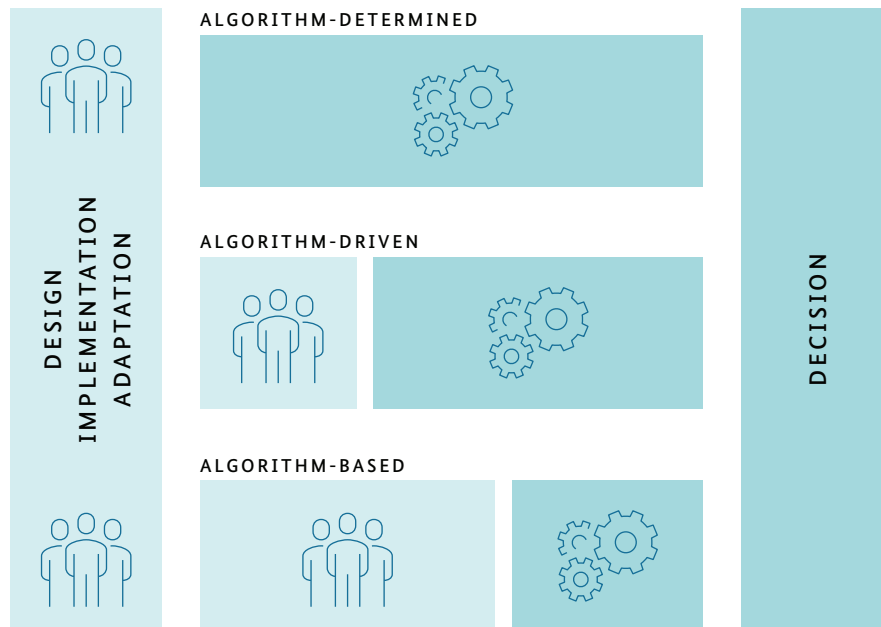 DESIGN
IMPLEMENTATION
ADAPTATION
ALGORITHM-DETERMINED
ALGORITHM-DRIVEN
ALGORITHM-BASED
DECISION